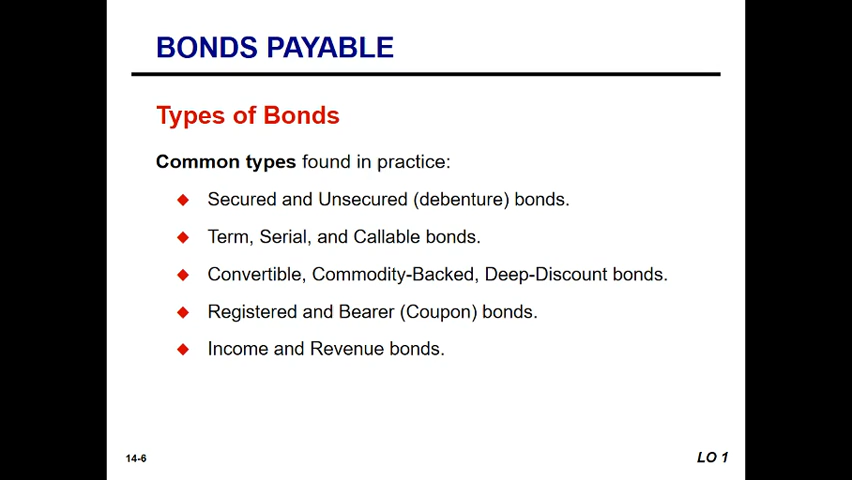 BONDS PAYABLE
Types of Bonds
Common types found in practice:
Secured and Unsecured (debenture) bonds.
Term, Serial, and Callable bonds.
Convertible, Commodity-Backed, Deep-Discount bonds.
Registered and Bearer (Coupon) bonds.
Income and Revenue bonds.
14-6
LO 1